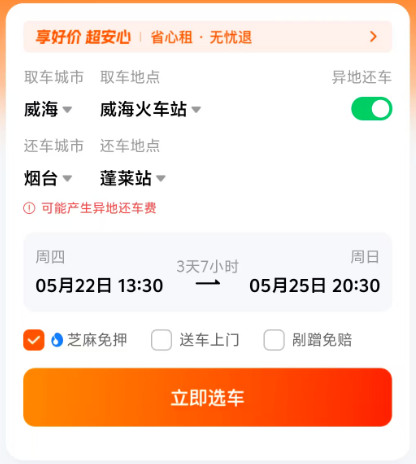 享好价 超安心 | 省心租 · 无忧退
取车城市 取车地点 异地还车
威海 威海火车站
还车城市 还车地点
烟台 蓬莱站
可能产生异地还车费
周四 3天7小时 周日
05月22日 13:30 05月25日 20:30
芝麻免押 送车上门 剐蹭免赔
立即选车